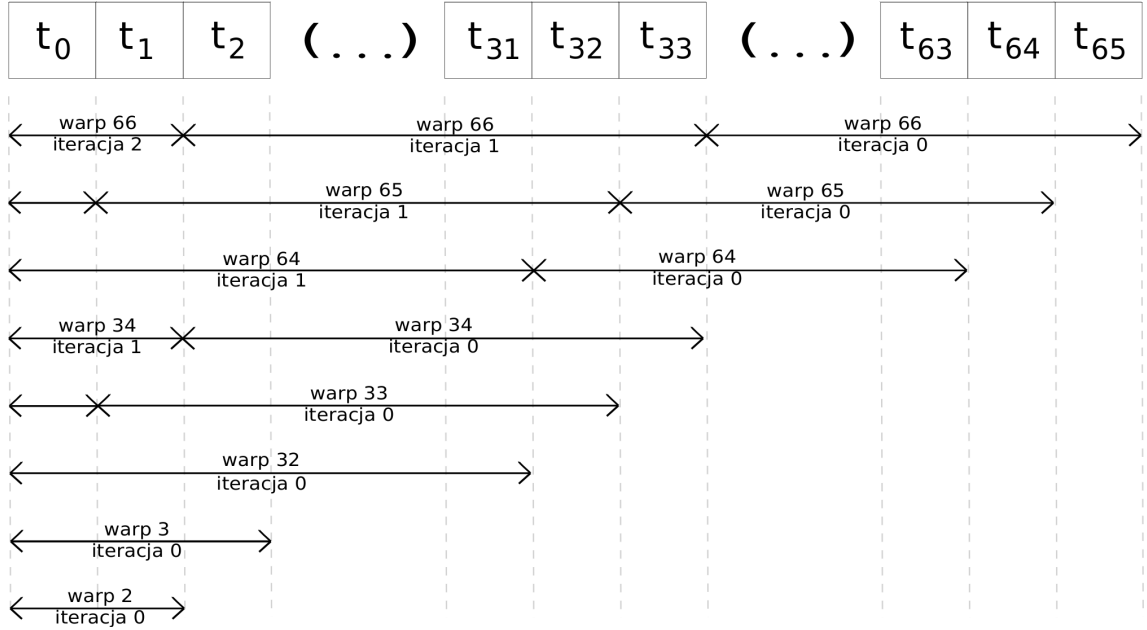 t0 t1 t2 (...) t31 t32 t33 (...) t63 t64 t65
warp 66 warp 66 warp 66
iteracja 2 iteracja 1 iteracja 0
warp 65 warp 65
iteracja 1 iteracja 0
warp 64 warp 64
iteracja 1 iteracja 0
warp 34 warp 34
iteracja 1 iteracja 0
warp 33
iteracja 0
warp 32
iteracja 0
warp 3
iteracja 0
warp 2
iteracja 0